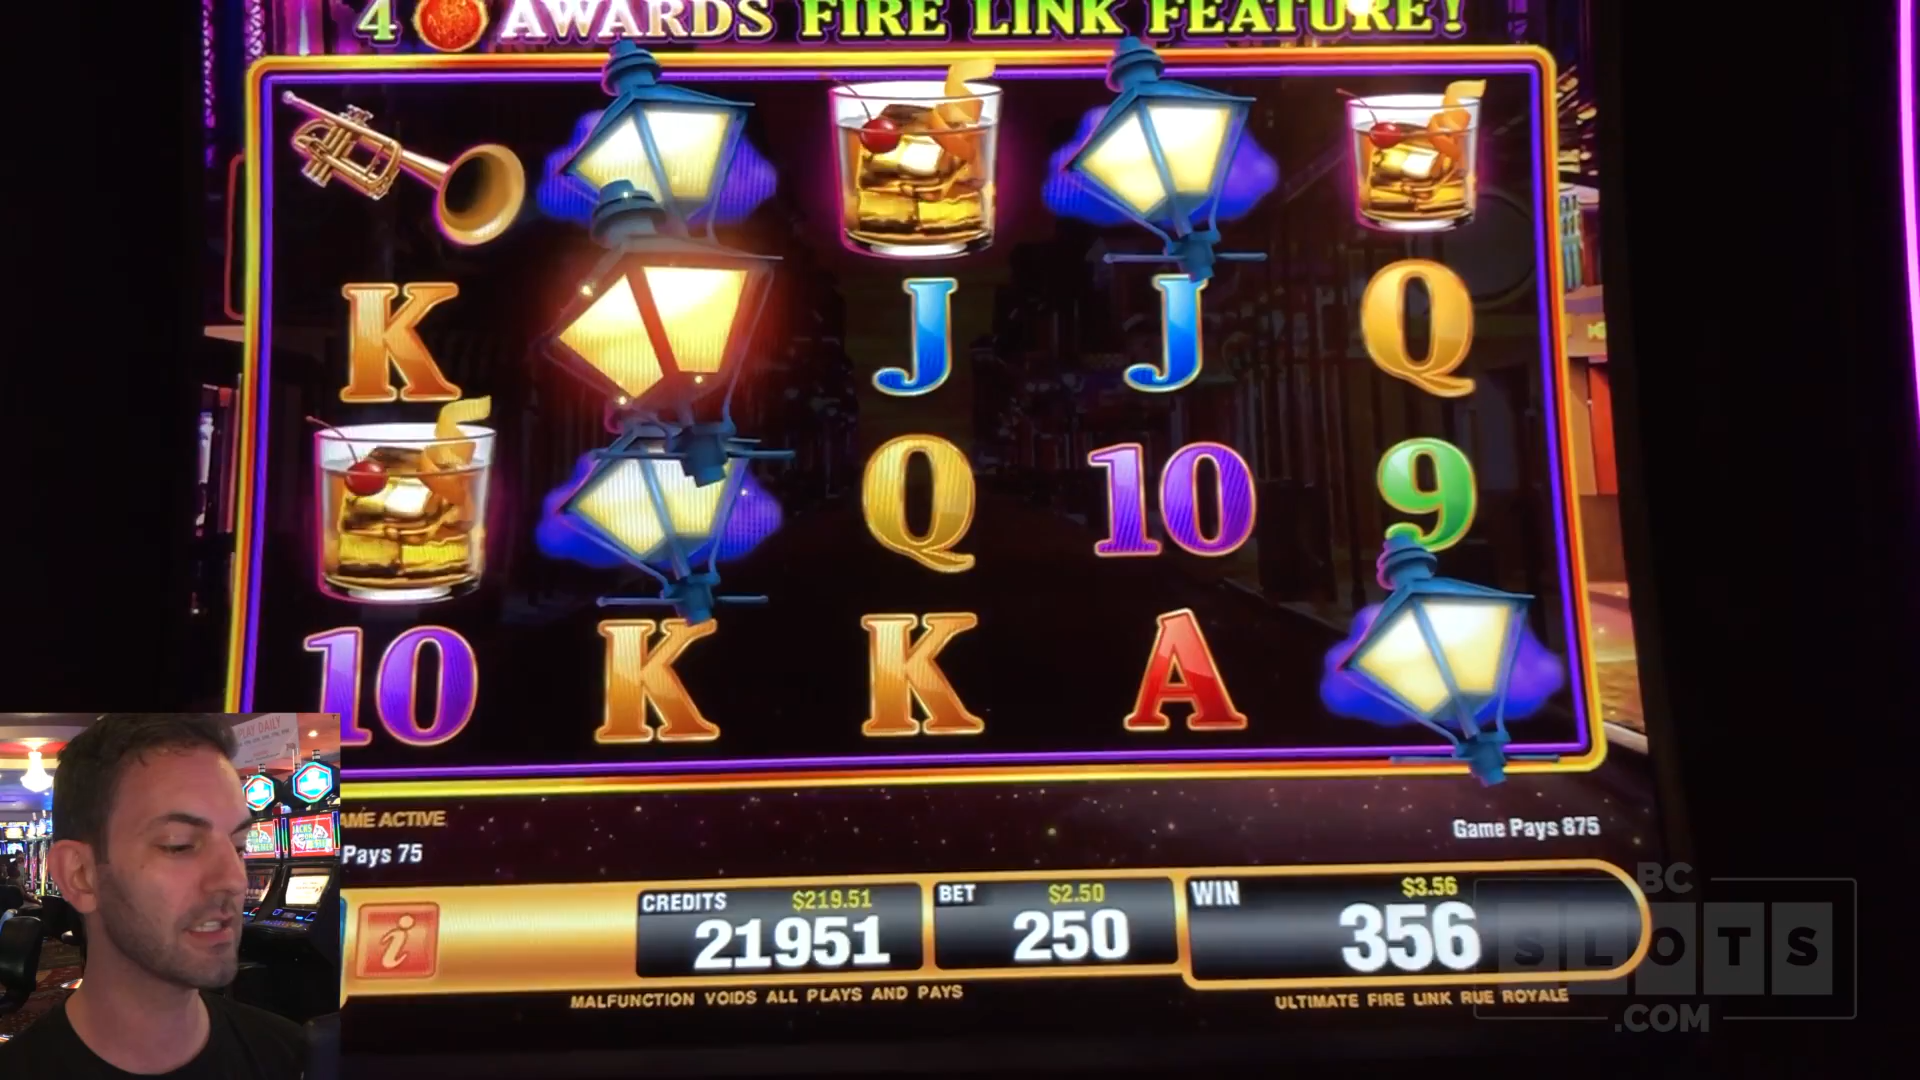 4 AWARDS FIRE LINK FEATURE!
K J J Q
Q 10 9
10 K K A
PLAY DAILY
AME ACTIVE
Pays 75
Game Pays 875
CREDITS $219.51
21951
BET $2.50
250
WIN $3.56
356
MALFUNCTION VOIDS ALL PLAYS AND PAYS
ULTIMATE FIRE LINK RUE ROYALE
BC
SLOTS
.COM